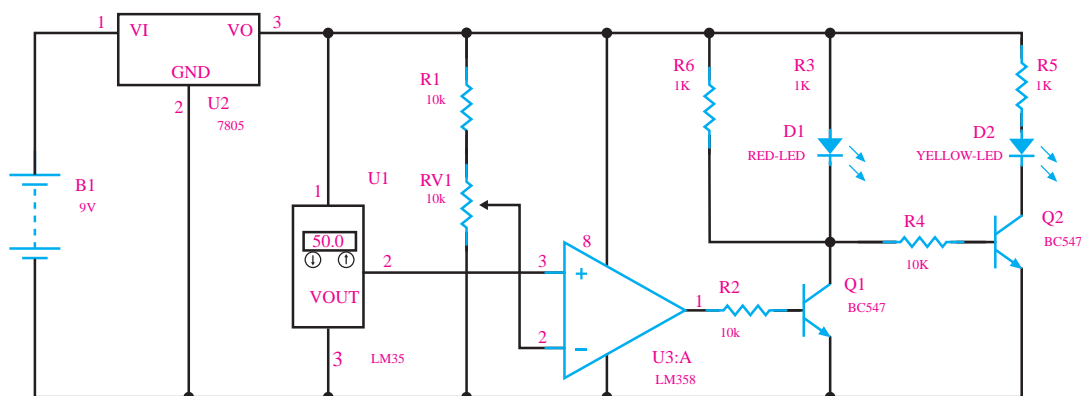 1 VI VO 3
GND
2 U2
7805
B1
9V
R1
10k
RV1
10k
U1
1
50.0
2
VOUT
3 LM35
8
3 +
2 −
1
U3:A
LM358
R2
10k
R6
1K
R3
1K
D1
RED-LED
Q1
BC547
R4
10K
R5
1K
D2
YELLOW-LED
Q2
BC547